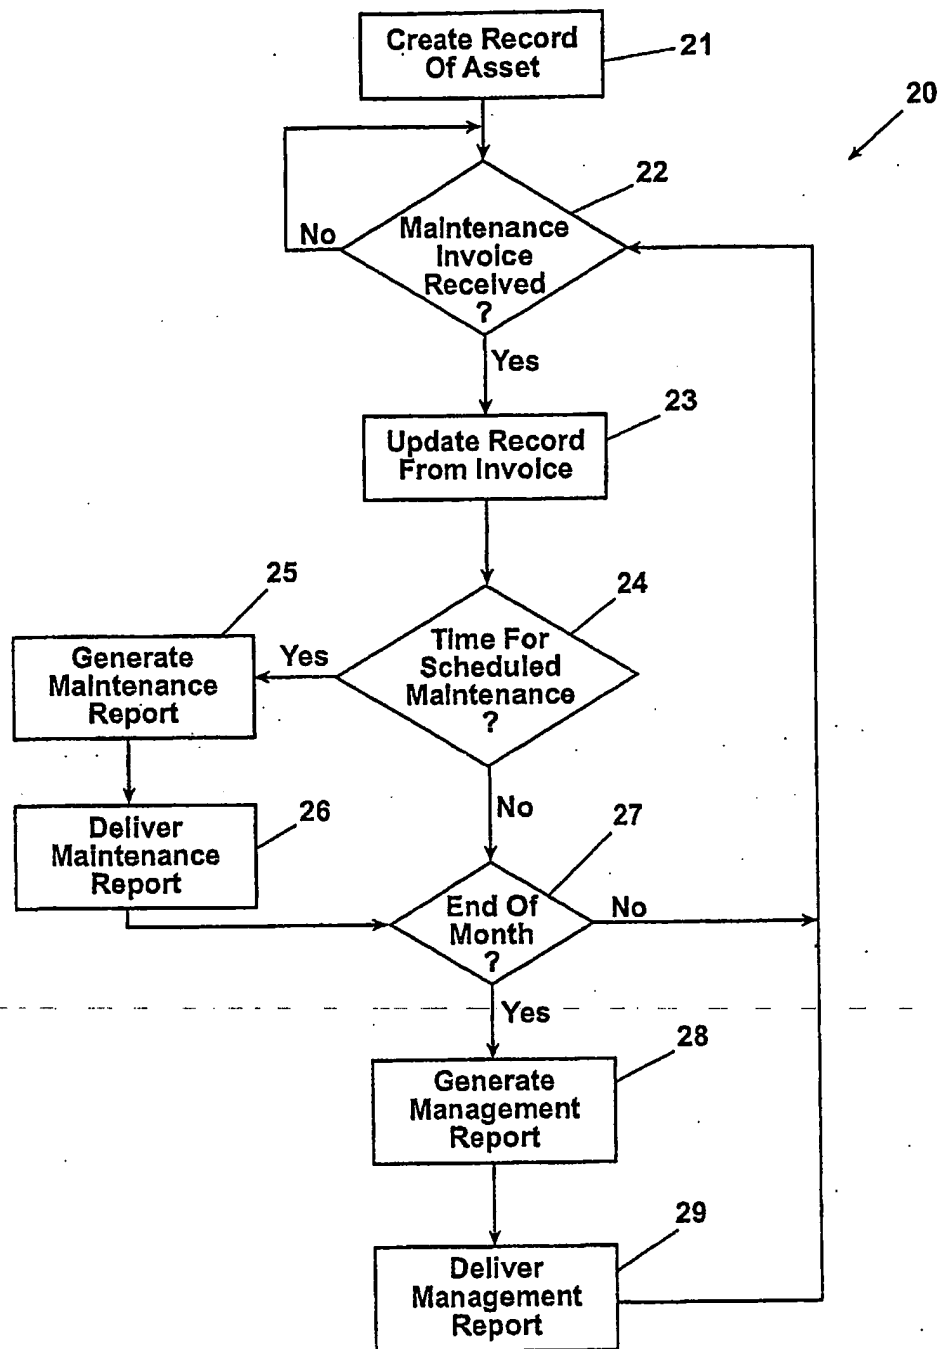 Create Record
Of Asset
21
20
22
Maintenance
Invoice
Received
?
No
Yes
23
Update Record
From Invoice
24
Time For
Scheduled
Maintenance
?
Yes
25
Generate
Maintenance
Report
No
26
Deliver
Maintenance
Report
27
End Of
Month
?
No
Yes
28
Generate
Management
Report
29
Deliver
Management
Report